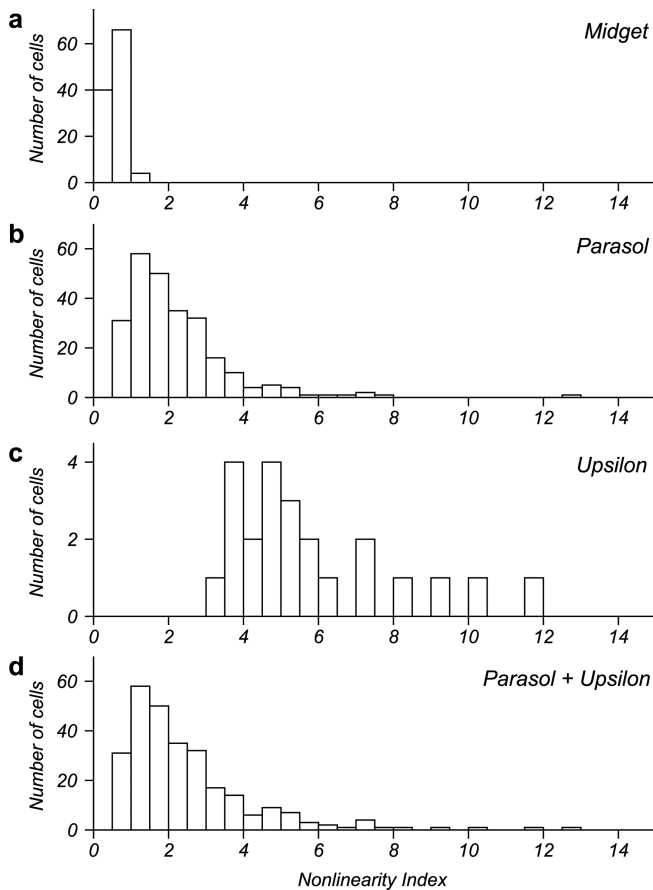 a
Midget
Number of cells
60
40
20
0
0 2 4 6 8 10 12 14
b
Parasol
Number of cells
60
40
20
0
0 2 4 6 8 10 12 14
c
Upsilon
Number of cells
4
2
0
0 2 4 6 8 10 12 14
d
Parasol + Upsilon
Number of cells
60
40
20
0
0 2 4 6 8 10 12 14
Nonlinearity Index